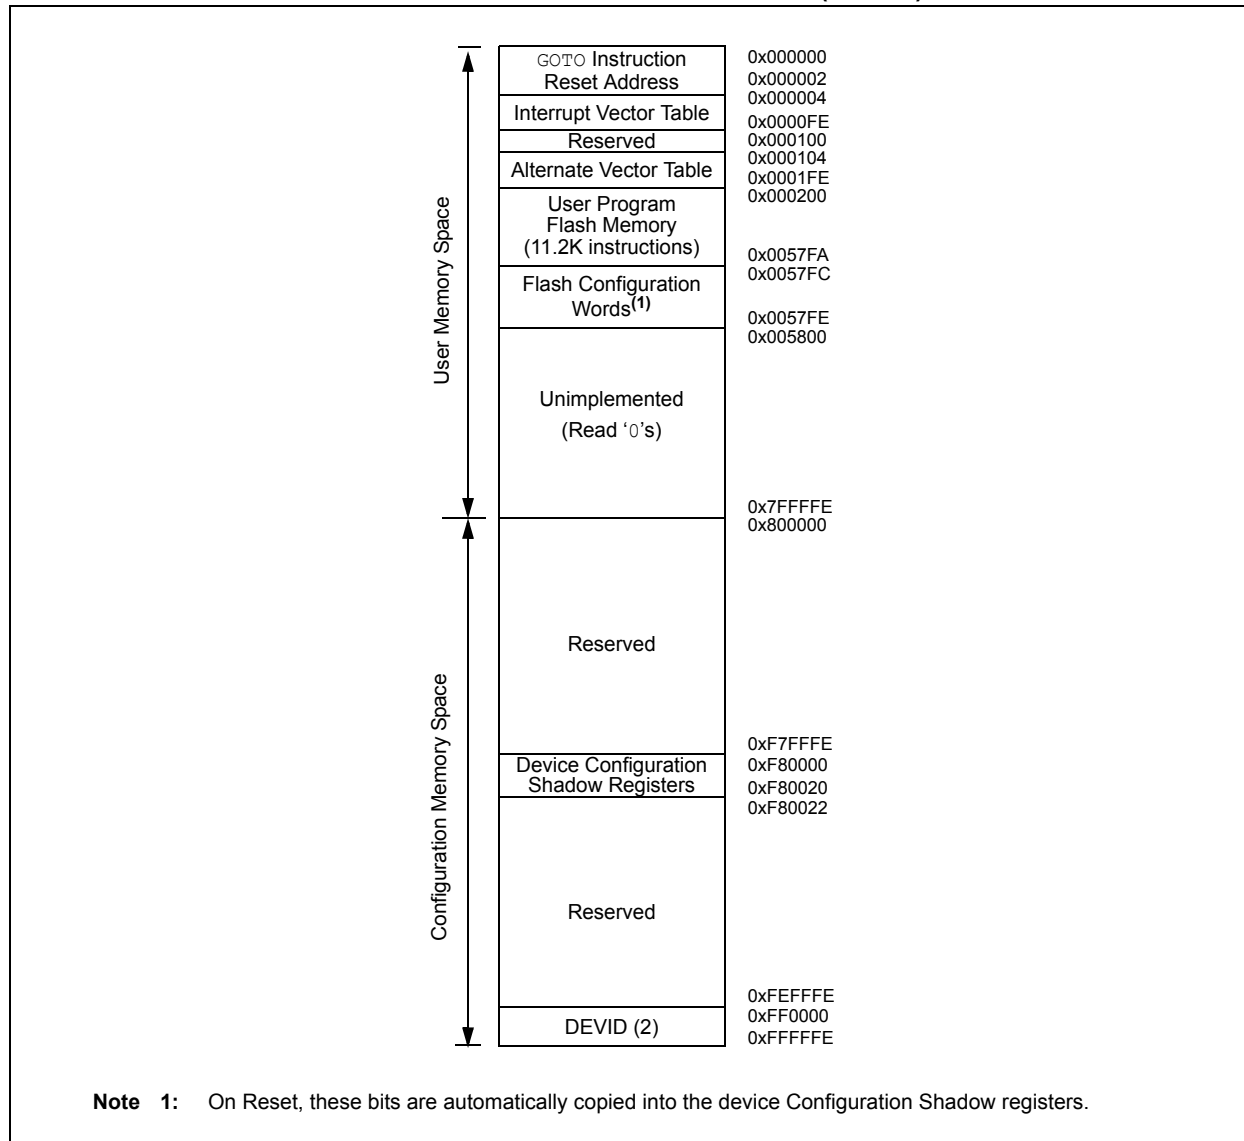 GOTO Instruction
Reset Address
0x000000
0x000002
0x000004
Interrupt Vector Table
0x0000FE
Reserved
0x000100
0x000104
Alternate Vector Table
0x0001FE
0x000200
User Program
Flash Memory
(11.2K instructions)
0x0057FA
0x0057FC
Flash Configuration
Words(1)
0x0057FE
0x005800
User Memory Space
Unimplemented
(Read ‘0’s)
0x7FFFFE
0x800000
Reserved
0xF7FFFE
Device Configuration
Shadow Registers
0xF80000
0xF80020
0xF80022
Configuration Memory Space
Reserved
0xFEFFFE
0xFF0000
DEVID (2)
0xFFFFFE
Note 1: On Reset, these bits are automatically copied into the device Configuration Shadow registers.